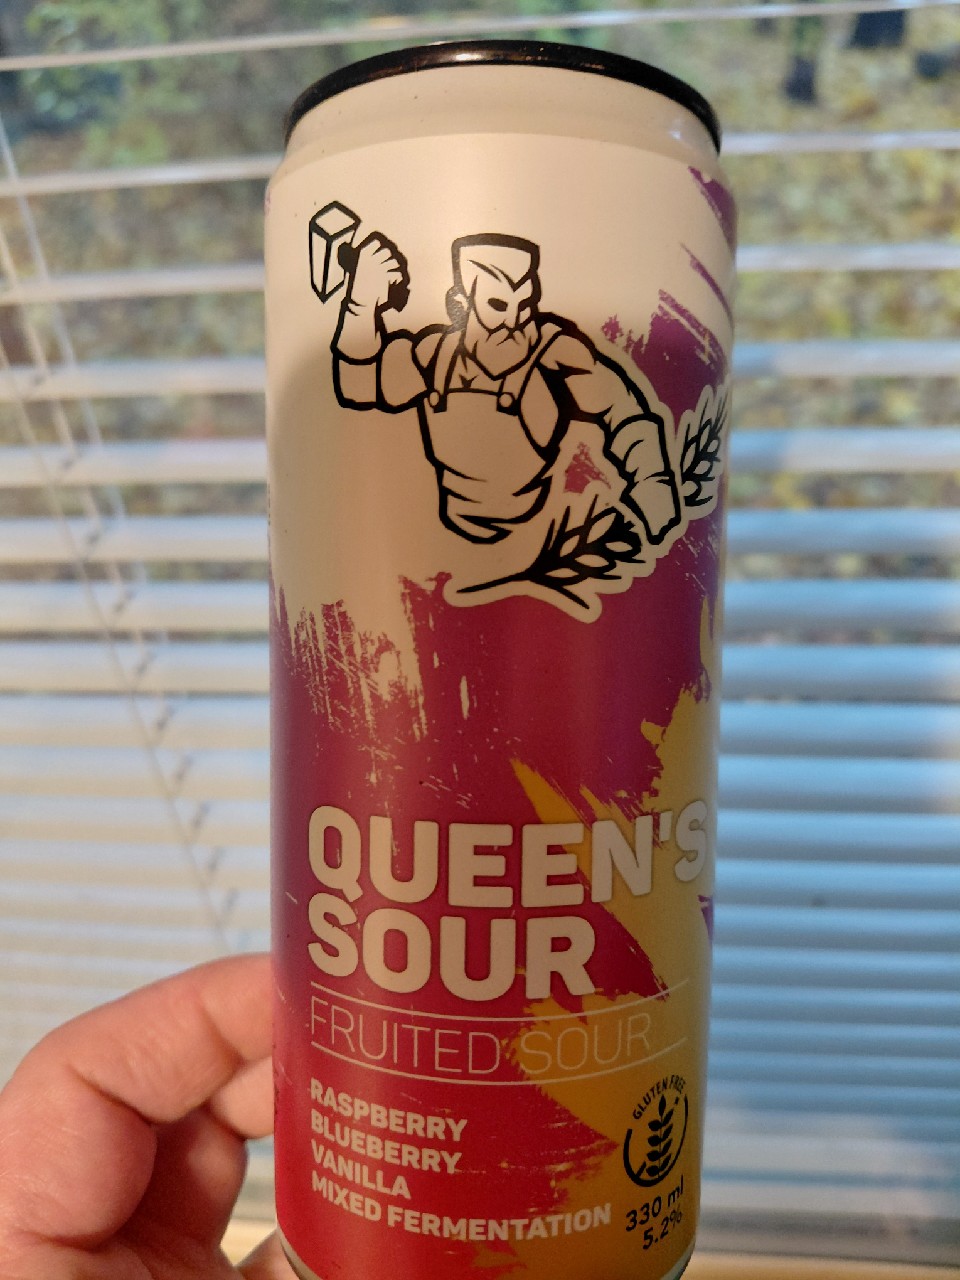 QUEEN'S
SOUR
FRUITED SOUR
RASPBERRY
BLUEBERRY
VANILLA
MIXED FERMENTATION
GLUTEN FREE
330 ml
5.2%